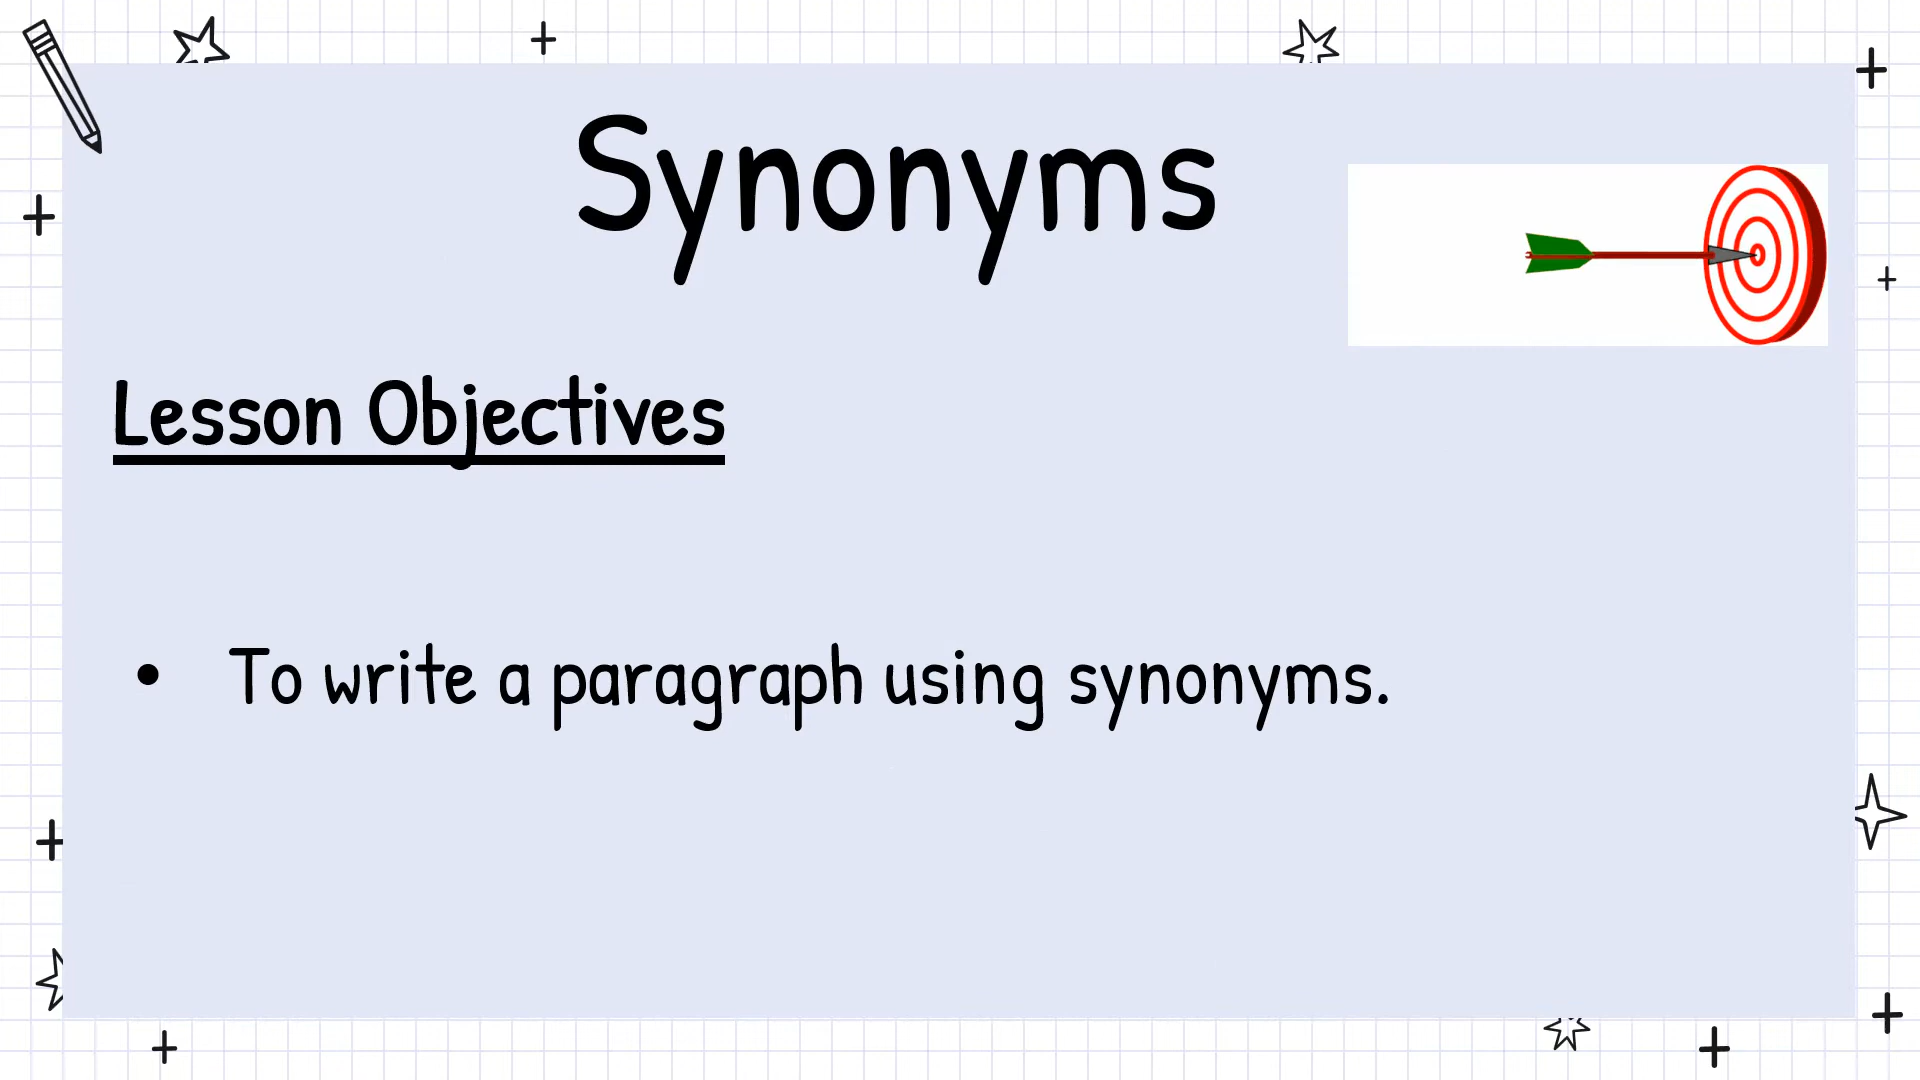 Synonyms
Lesson Objectives
• To write a paragraph using synonyms.